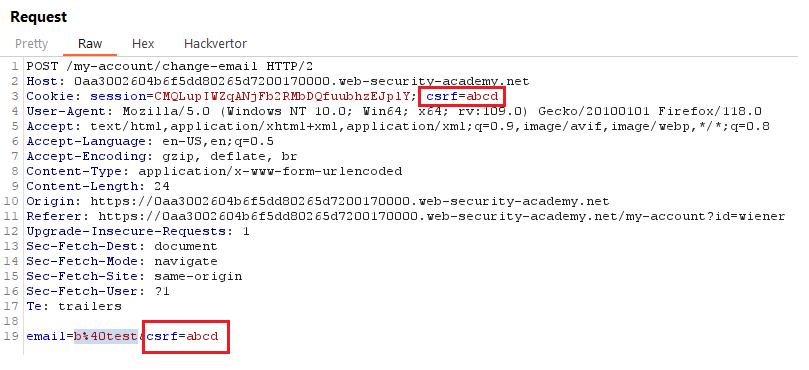 Request
Pretty Raw Hex Hackvertor
1 POST /my-account/change-email HTTP/2
2 Host: 0aa3002604b6f5dd80265d7200170000.web-security-academy.net
3 Cookie: session=CMQLupIWZqANjFb2RMbDQfuubhzEJplY; csrf=abcd
4 User-Agent: Mozilla/5.0 (Windows NT 10.0; Win64; x64; rv:109.0) Gecko/20100101 Firefox/118.0
5 Accept: text/html,application/xhtml+xml,application/xml;q=0.9,image/avif,image/webp,*/*;q=0.8
6 Accept-Language: en-US,en;q=0.5
7 Accept-Encoding: gzip, deflate, br
8 Content-Type: application/x-www-form-urlencoded
9 Content-Length: 24
10 Origin: https://0aa3002604b6f5dd80265d7200170000.web-security-academy.net
11 Referer: https://0aa3002604b6f5dd80265d7200170000.web-security-academy.net/my-account?id=wiener
12 Upgrade-Insecure-Requests: 1
13 Sec-Fetch-Dest: document
14 Sec-Fetch-Mode: navigate
15 Sec-Fetch-Site: same-origin
16 Sec-Fetch-User: ?1
17 Te: trailers
18
19 email=b%40test&csrf=abcd